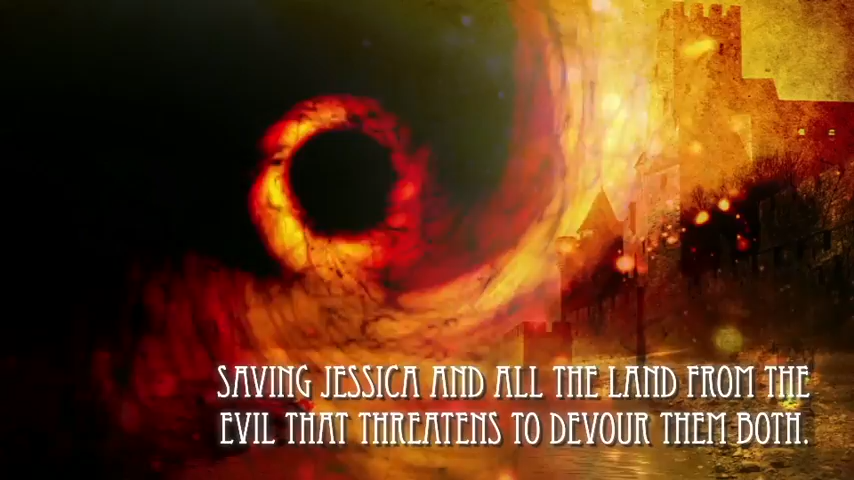 SAVING JESSICA AND ALL THE LAND FROM THE
EVIL THAT THREATENS TO DEVOUR THEM BOTH.